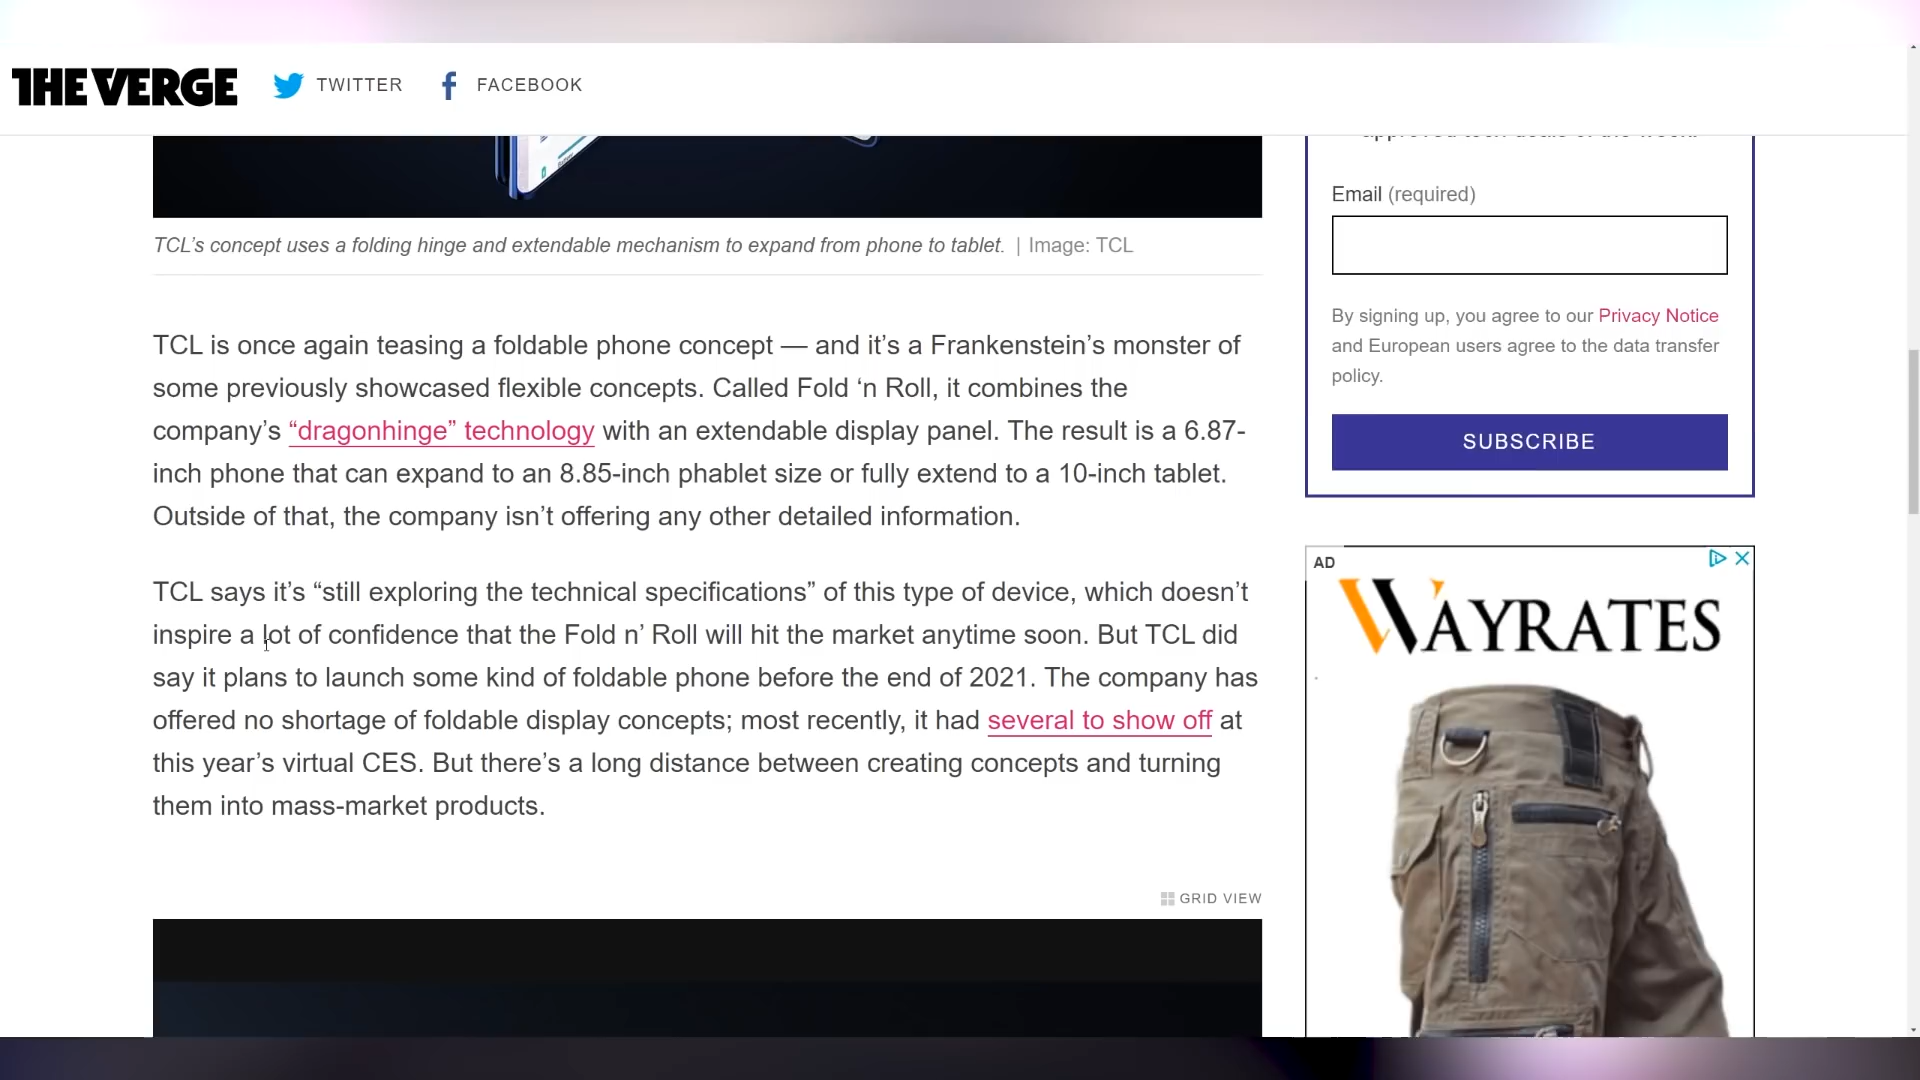 THE VERGE
TWITTER
FACEBOOK
TCL’s concept uses a folding hinge and extendable mechanism to expand from phone to tablet. | Image: TCL
TCL is once again teasing a foldable phone concept — and it’s a Frankenstein’s monster of
some previously showcased flexible concepts. Called Fold ‘n Roll, it combines the
company’s “dragonhinge” technology with an extendable display panel. The result is a 6.87-
inch phone that can expand to an 8.85-inch phablet size or fully extend to a 10-inch tablet.
Outside of that, the company isn’t offering any other detailed information.
TCL says it’s “still exploring the technical specifications” of this type of device, which doesn’t
inspire a lot of confidence that the Fold n’ Roll will hit the market anytime soon. But TCL did
say it plans to launch some kind of foldable phone before the end of 2021. The company has
offered no shortage of foldable display concepts; most recently, it had several to show off at
this year’s virtual CES. But there’s a long distance between creating concepts and turning
them into mass-market products.
GRID VIEW
Email (required)
By signing up, you agree to our Privacy Notice
and European users agree to the data transfer
policy.
SUBSCRIBE
AD
WAYRATES